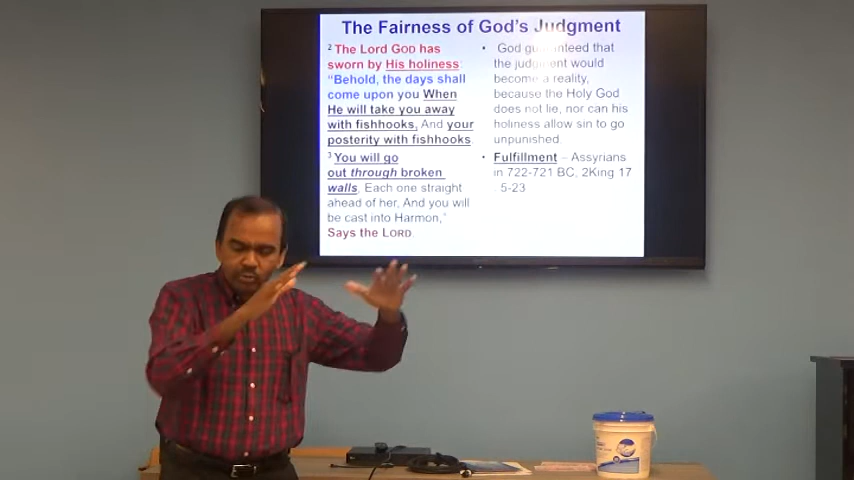 The Fairness of God's Judgment
2 The Lord GOD has
sworn by His holiness:
"Behold, the days shall
come upon you When
He will take you away
with fishhooks, And your
posterity with fishhooks.
3 You will go
out through broken
walls, Each one straight
ahead of her, And you will
be cast into Harmon,"
Says the LORD.
• God guaranteed that
the judgment would
become a reality,
because the Holy God
does not lie, nor can his
holiness allow sin to go
unpunished.
• Fulfillment – Assyrians
in 722-721 BC, 2King 17
: 5-23